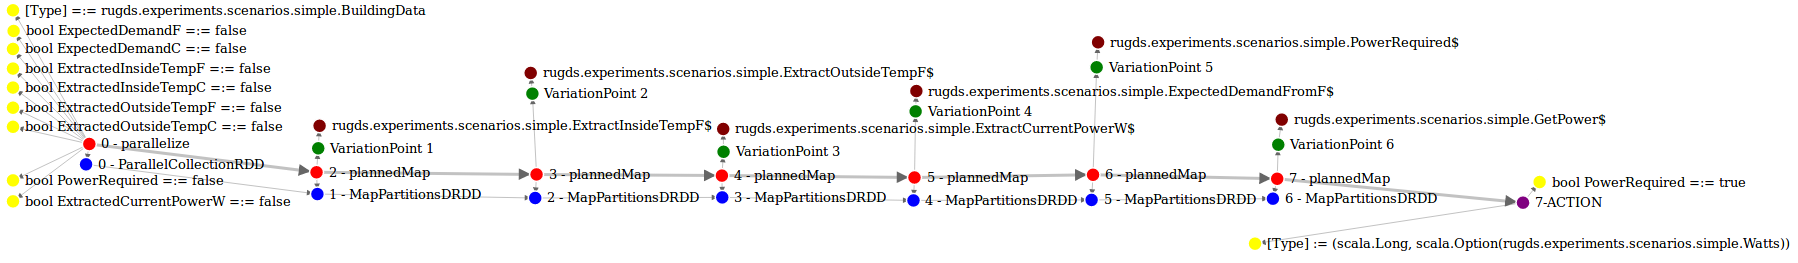 [Type] =:= rugds.experiments.scenarios.simple.BuildingData
bool ExpectedDemandF =:= false
bool ExpectedDemandC =:= false
bool ExtractedInsideTempF =:= false
bool ExtractedInsideTempC =:= false
bool ExtractedOutsideTempF =:= false
bool ExtractedOutsideTempC =:= false
0 - parallelize
0 - ParallelCollectionRDD
bool PowerRequired =:= false
bool ExtractedCurrentPowerW =:= false
rugds.experiments.scenarios.simple.ExtractInsideTempF$
VariationPoint 1
2 - plannedMap
1 - MapPartitionsDRDD
rugds.experiments.scenarios.simple.ExtractOutsideTempF$
VariationPoint 2
3 - plannedMap
2 - MapPartitionsDRDD
rugds.experiments.scenarios.simple.ExtractCurrentPowerW$
VariationPoint 3
4 - plannedMap
3 - MapPartitionsDRDD
rugds.experiments.scenarios.simple.ExpectedDemandFromF$
VariationPoint 4
5 - plannedMap
4 - MapPartitionsDRDD
rugds.experiments.scenarios.simple.PowerRequired$
VariationPoint 5
6 - plannedMap
5 - MapPartitionsDRDD
rugds.experiments.scenarios.simple.GetPower$
VariationPoint 6
7 - plannedMap
6 - MapPartitionsDRDD
bool PowerRequired =:= true
7-ACTION
[Type] := (scala.Long, scala.Option(rugds.experiments.scenarios.simple.Watts))